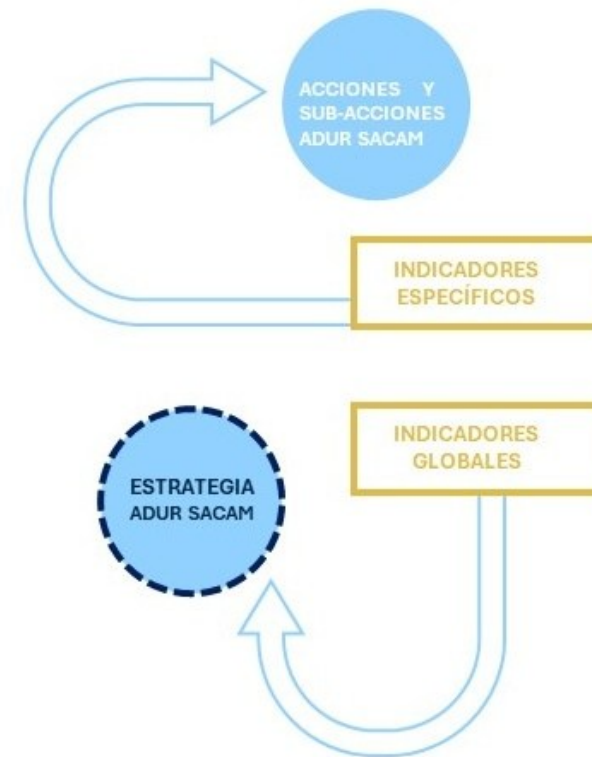 ACCIONES Y
SUB-ACCIONES
ADUR SACAM
INDICADORES
ESPECÍFICOS
INDICADORES
GLOBALES
ESTRATEGIA
ADUR SACAM